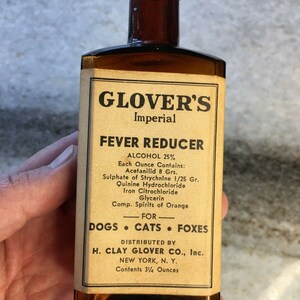 GLOVER'S
Imperial
FEVER REDUCER
ALCOHOL 25%
Each Ounce Contains:
Acetanilid 8 Grs.
Sulphate of Strychnine 1/25 Gr.
Quinine Hydrochloride
Iron Citrochloride
Glycerin
Comp. Spirits of Orange
— FOR —
DOGS • CATS • FOXES
DISTRIBUTED BY
H. CLAY GLOVER CO., Inc.
NEW YORK, N. Y.
Contents 3¼ Ounces